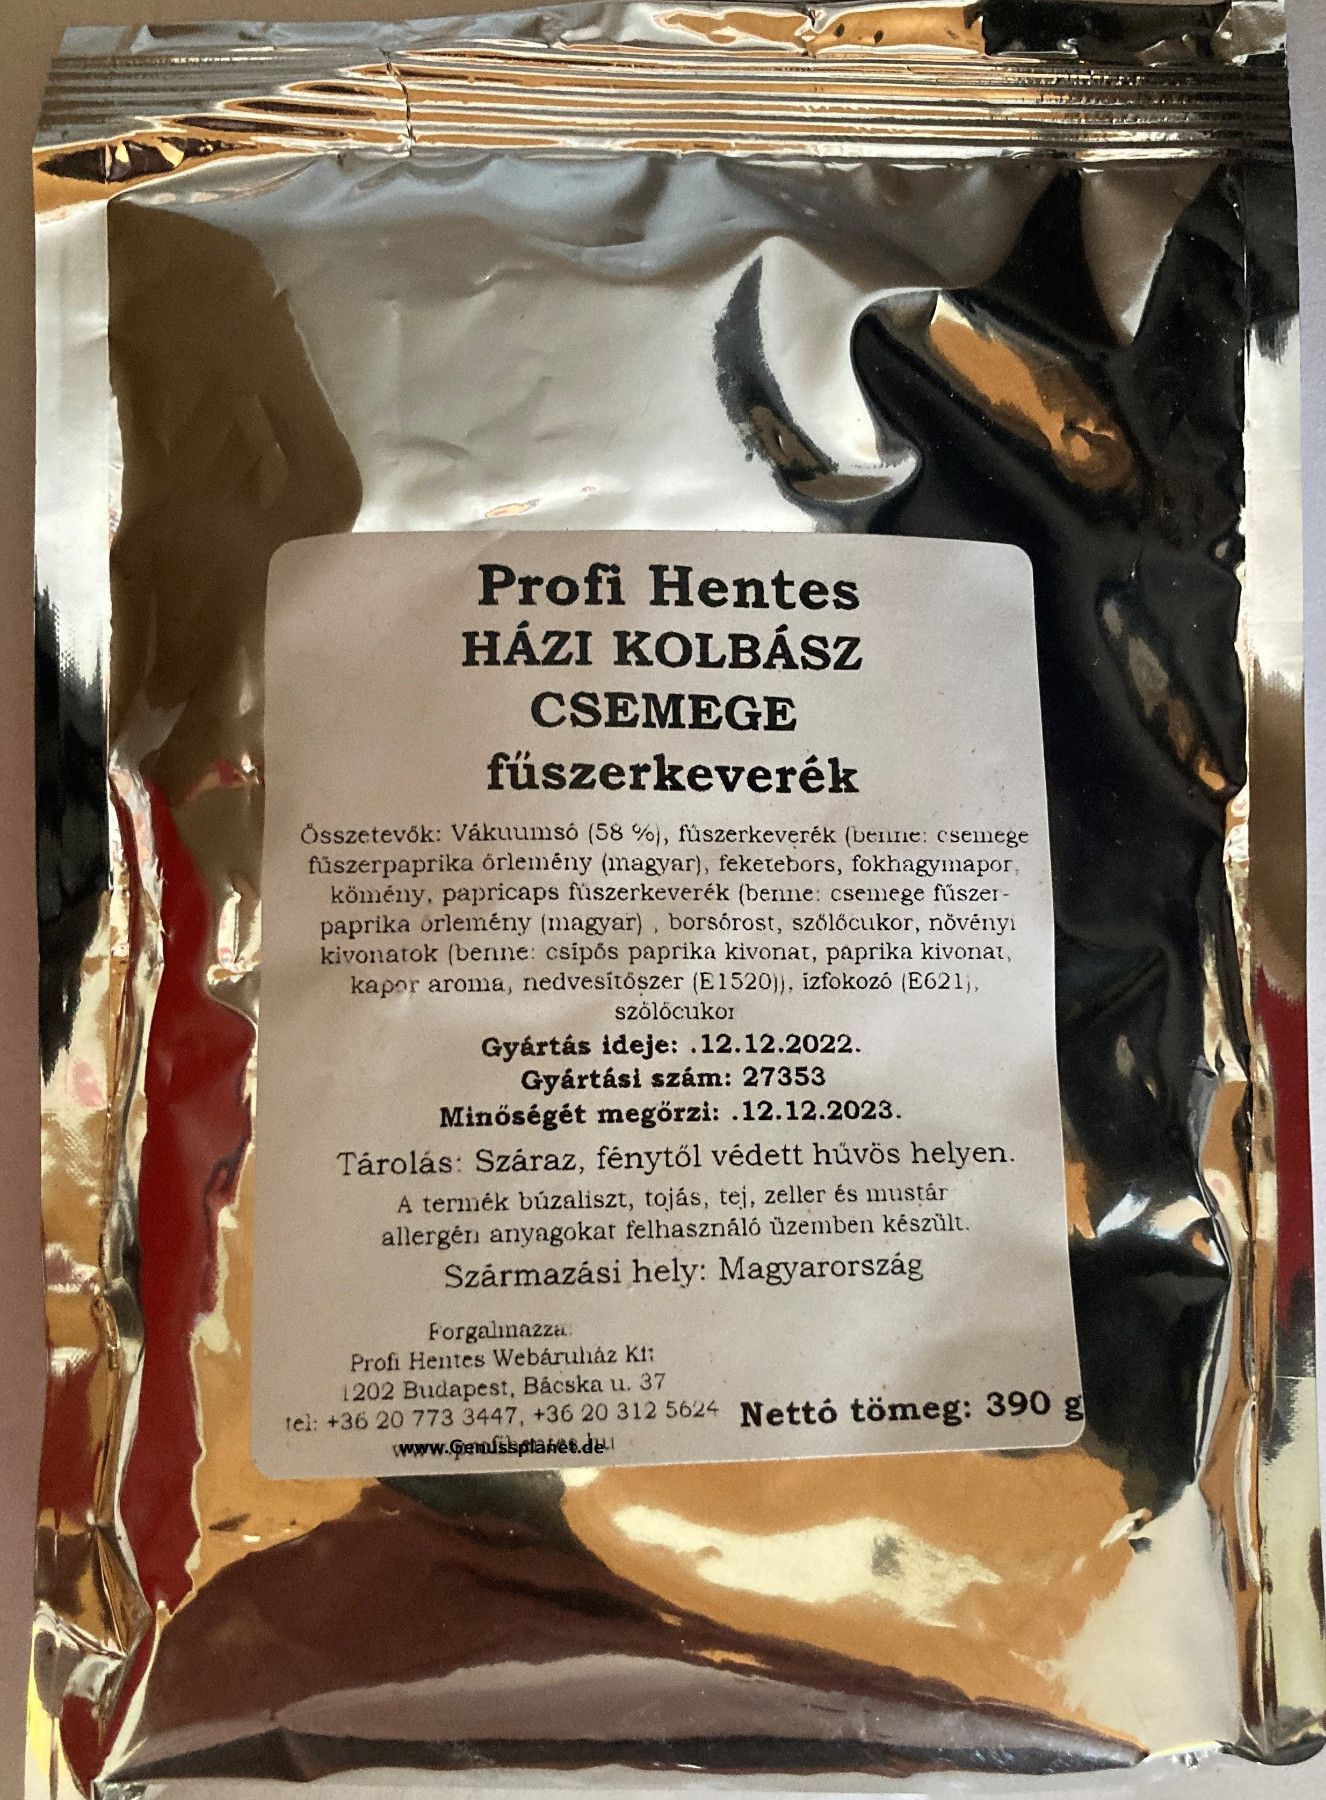 Profi Hentes
HÁZI KOLBÁSZ
CSEMEGE
fűszerkeverék
Összetevők: Vákuumsó (58 %), fűszerkeverék (benne: csemege
fűszerpaprika őrlemény (magyar), feketebors, fokhagymapor,
kömény, papricaps fűszerkeverék (benne: csemege fűszer-
paprika őrlemény (magyar) , borsórost, szőlőcukor, növényi
kivonatok (benne: csípős paprika kivonat, paprika kivonat,
kapor aroma, nedvesítőszer (E1520)), ízfokozó (E621),
szőlőcukor
Gyártás ideje: .12.12.2022.
Gyártási szám: 27353
Minőségét megőrzi: .12.12.2023.
Tárolás: Száraz, fénytől védett hűvös helyen.
A termék búzaliszt, tojás, tej, zeller és mustár
allergén anyagokat felhasználó üzemben készült.
Származási hely: Magyarország
Forgalmazza:
Profi Hentes Webáruház Kft
1202 Budapest, Bácska u. 37
tel: +36 20 773 3447, +36 20 312 5624
Nettó tömeg: 390 g
www.Genussplanet.de